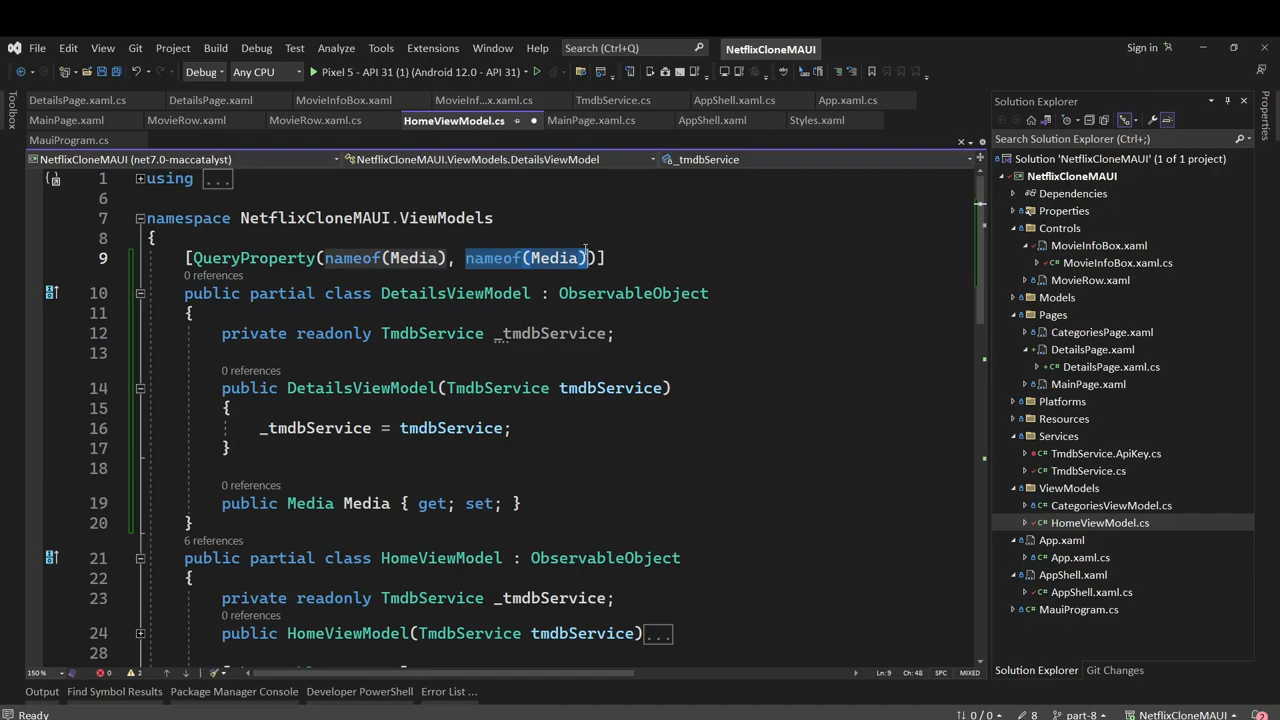 File Edit View Git Project Build Debug Test Analyze Tools Extensions Window Help Search (Ctrl+Q) NetflixCloneMAUI Sign in
Debug Any CPU Pixel 5 - API 31 (1) (Android 12.0 - API 31)
Toolbox
DetailsPage.xaml.cs DetailsPage.xaml MovieInfoBox.xaml MovieInf...x.xaml.cs TmdbService.cs AppShell.xaml.cs App.xaml.cs
MainPage.xaml MovieRow.xaml MovieRow.xaml.cs HomeViewModel.cs MainPage.xaml.cs AppShell.xaml Styles.xaml
MauiProgram.cs
NetflixCloneMAUI (net7.0-maccatalyst) NetflixCloneMAUI.ViewModels.DetailsViewModel _tmdbService
1 using ...
6
7 namespace NetflixCloneMAUI.ViewModels
8 {
9 [QueryProperty(nameof(Media), nameof(Media))]
0 references
10 public partial class DetailsViewModel : ObservableObject
11 {
12 private readonly TmdbService _tmdbService;
13
0 references
14 public DetailsViewModel(TmdbService tmdbService)
15 {
16 _tmdbService = tmdbService;
17 }
18
0 references
19 public Media Media { get; set; }
20 }
6 references
21 public partial class HomeViewModel : ObservableObject
22 {
23 private readonly TmdbService _tmdbService;
0 references
24 public HomeViewModel(TmdbService tmdbService)...
28
150 % 0 2 Ln: 9 Ch: 48 SPC MIXED
Output Find Symbol Results Package Manager Console Developer PowerShell Error List ...
Ready 0 / 0 8 part-8 NetflixCloneMAUI 2
Solution Explorer
Search Solution Explorer (Ctrl+;)
Solution 'NetflixCloneMAUI' (1 of 1 project)
NetflixCloneMAUI
Dependencies
Properties
Controls
MovieInfoBox.xaml
MovieInfoBox.xaml.cs
MovieRow.xaml
Models
Pages
CategoriesPage.xaml
DetailsPage.xaml
DetailsPage.xaml.cs
MainPage.xaml
Platforms
Resources
Services
TmdbService.ApiKey.cs
TmdbService.cs
ViewModels
CategoriesViewModel.cs
HomeViewModel.cs
App.xaml
App.xaml.cs
AppShell.xaml
AppShell.xaml.cs
MauiProgram.cs
Solution Explorer Git Changes
Properties